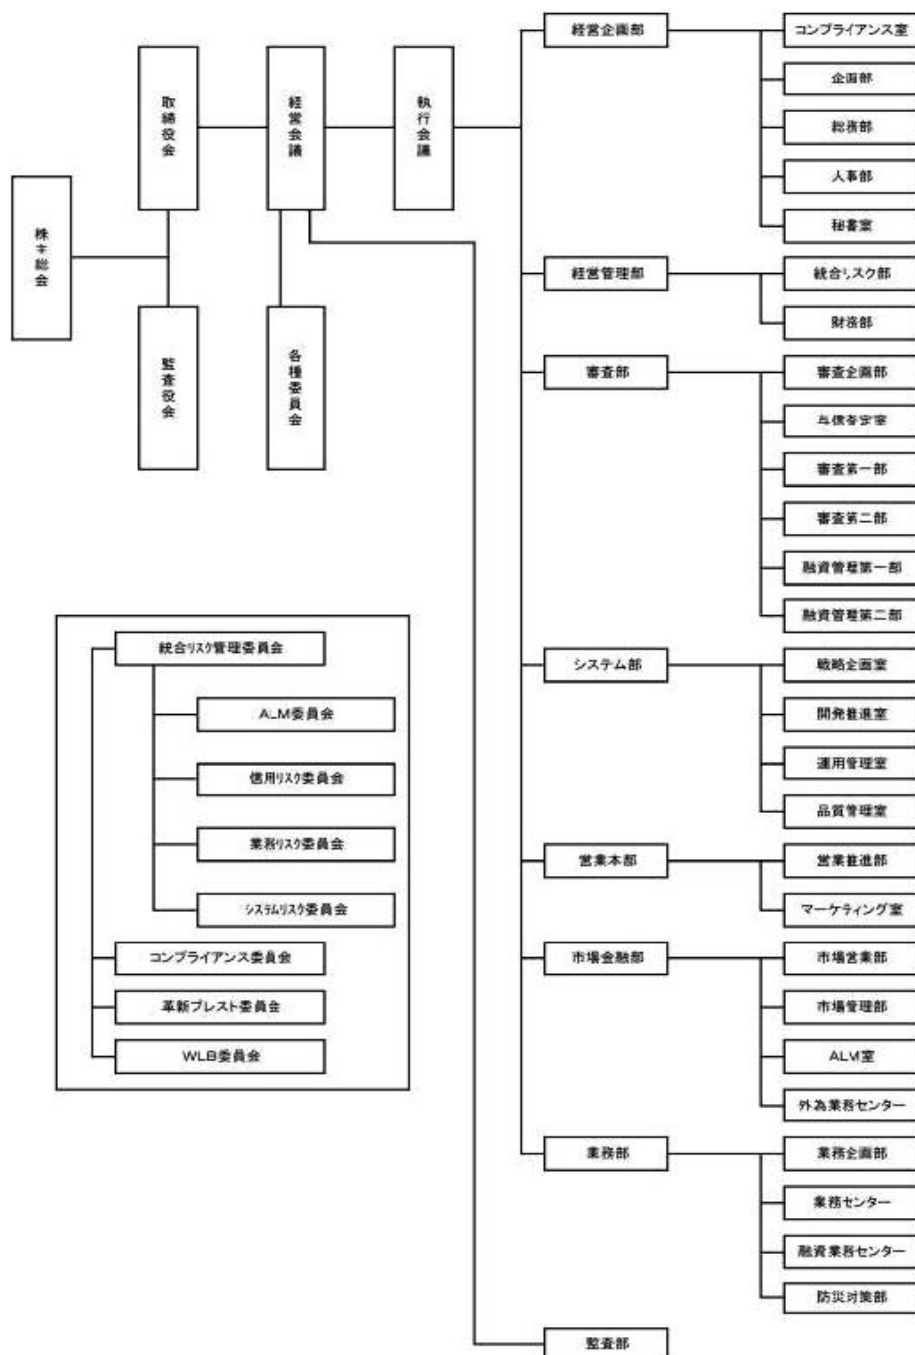 株主総会
取締役会
監査役会
経営会議
各種委員会
執行会議
経営企画部
コンプライアンス室
企画部
総務部
人事部
秘書室
経営管理部
統合リスク部
財務部
審査部
審査企画部
与信査定室
審査第一部
審査第二部
融資管理第一部
融資管理第二部
システム部
戦略企画室
開発推進室
運用管理室
品質管理室
営業本部
営業推進部
マーケティング室
市場金融部
市場営業部
市場管理部
ALM室
外為業務センター
業務部
業務企画部
業務センター
融資業務センター
防災対策部
監査部
統合リスク管理委員会
ALM委員会
信用リスク委員会
業務リスク委員会
システムリスク委員会
コンプライアンス委員会
革新プレスト委員会
WLB委員会